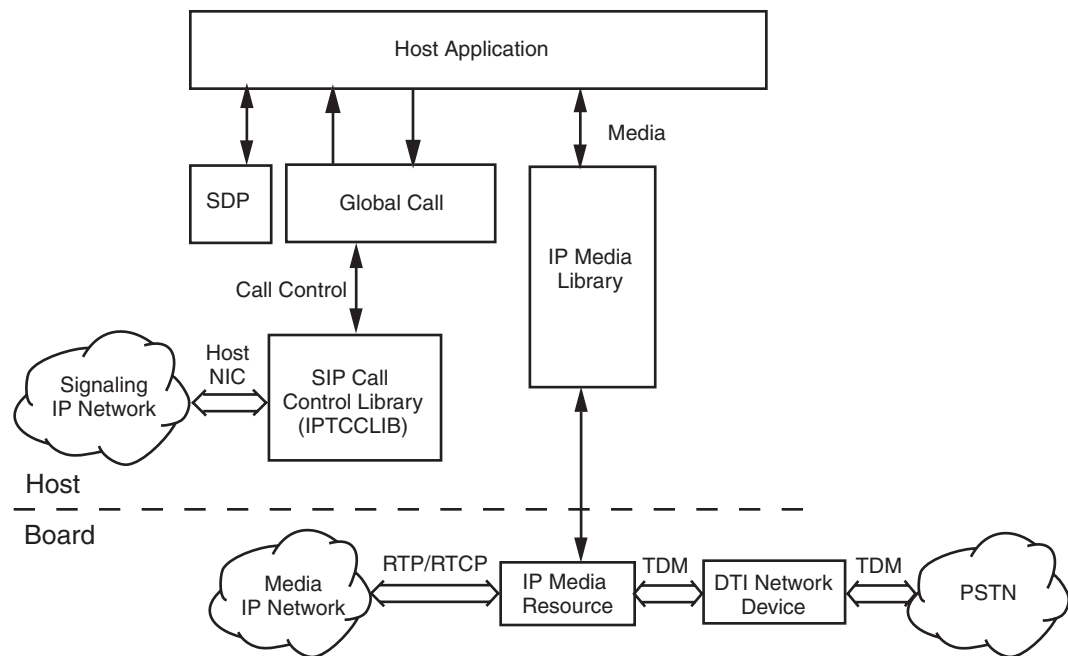 Host Application
Media
SDP
Global Call
IP Media
Library
Call Control
Host
NIC
Signaling
IP Network
SIP Call
Control Library
(IPTCCLIB)
Host
Board
RTP/RTCP
TDM
TDM
Media
IP Network
IP Media
Resource
DTI Network
Device
PSTN